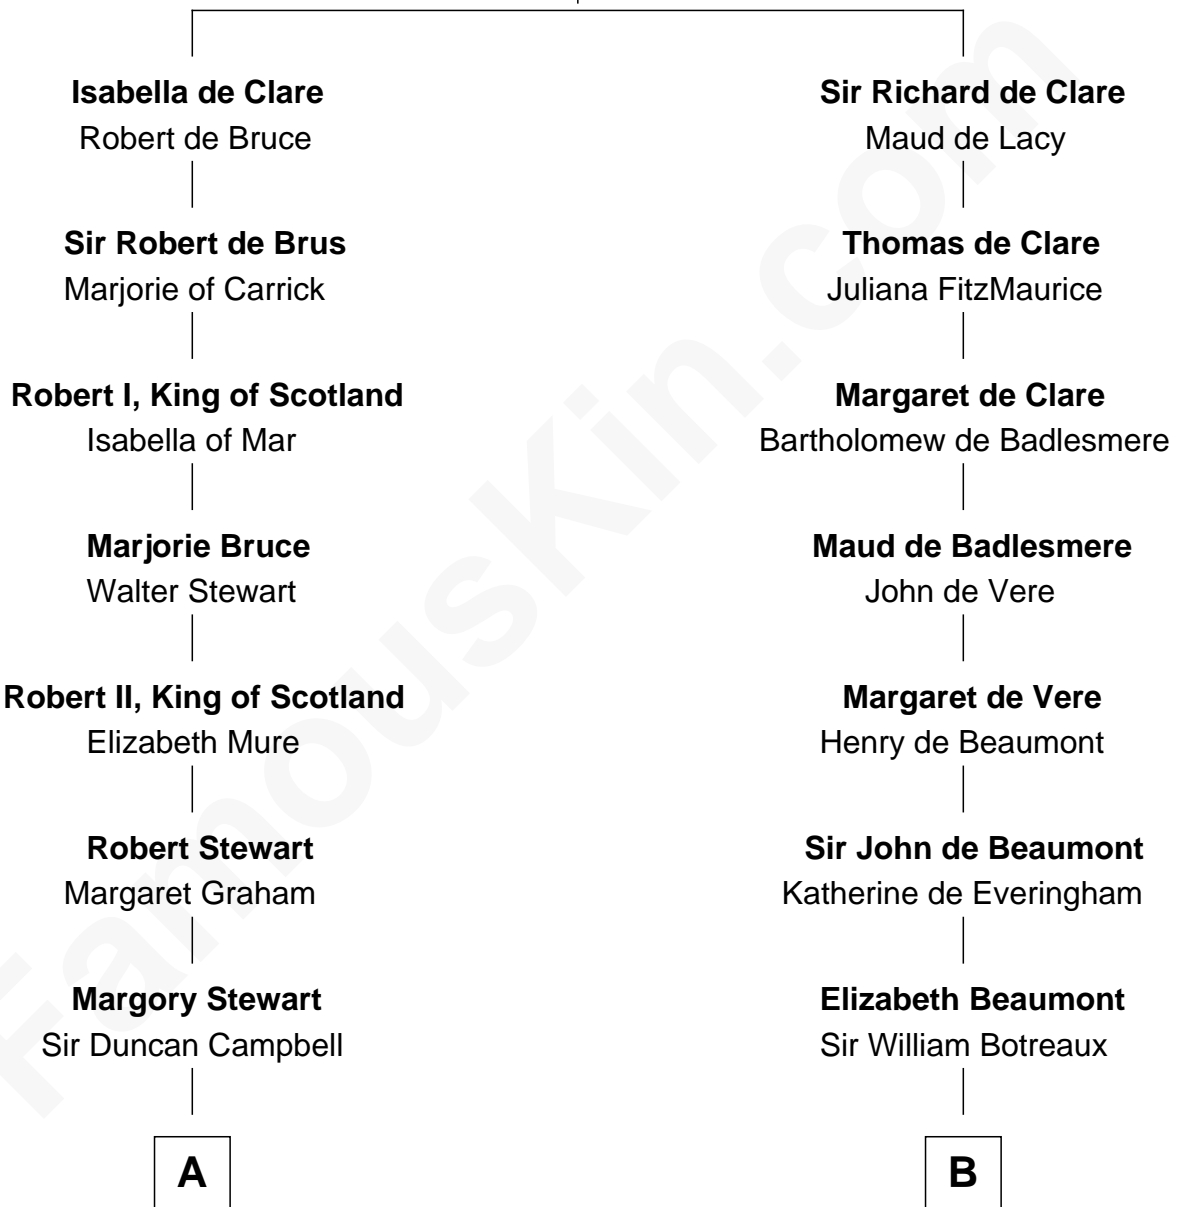 Isabella de Clare
Robert de Bruce
Sir Robert de Brus
Marjorie of Carrick
Robert I, King of Scotland
Isabella of Mar
Marjorie Bruce
Walter Stewart
Robert II, King of Scotland
Elizabeth Mure
Robert Stewart
Margaret Graham
Margory Stewart
Sir Duncan Campbell
A
Sir Richard de Clare
Maud de Lacy
Thomas de Clare
Juliana FitzMaurice
Margaret de Clare
Bartholomew de Badlesmere
Maud de Badlesmere
John de Vere
Margaret de Vere
Henry de Beaumont
Sir John de Beaumont
Katherine de Everingham
Elizabeth Beaumont
Sir William Botreaux
B
FamousKin.com